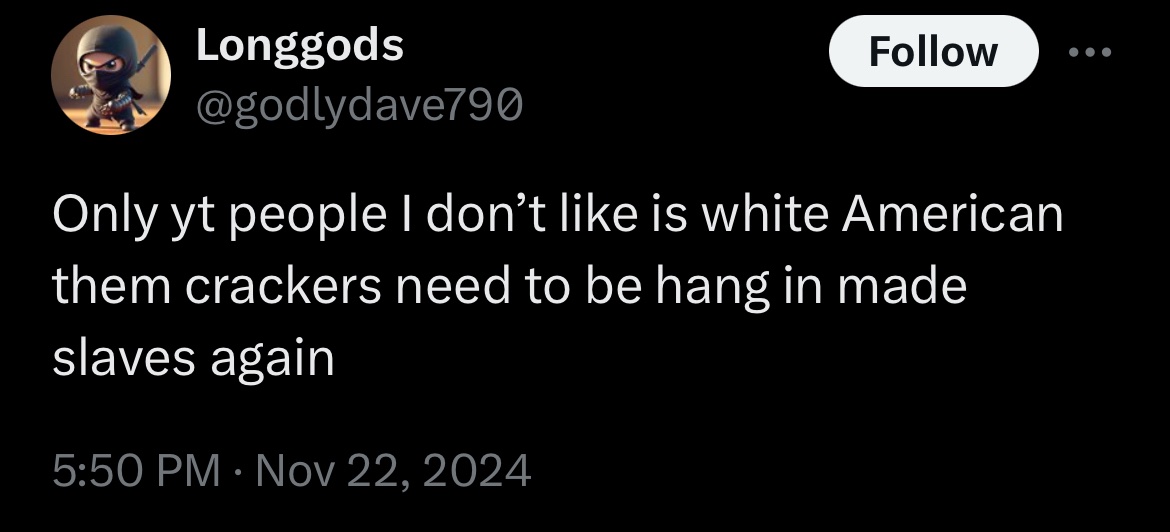 Longgods
Follow
@godlydave790
Only yt people I don’t like is white American
them crackers need to be hang in made
slaves again
5:50 PM · Nov 22, 2024